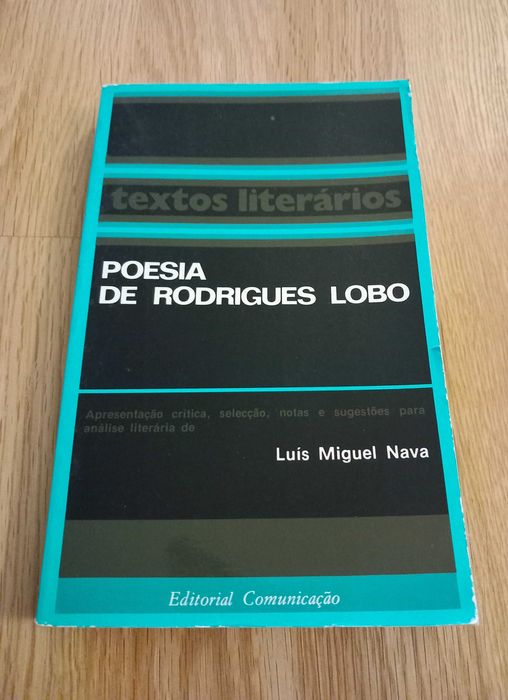 textos literários
POESIA
DE RODRIGUES LOBO
Apresentação crítica, selecção, notas e sugestões para
análise literária de
Luís Miguel Nava
Editorial Comunicação